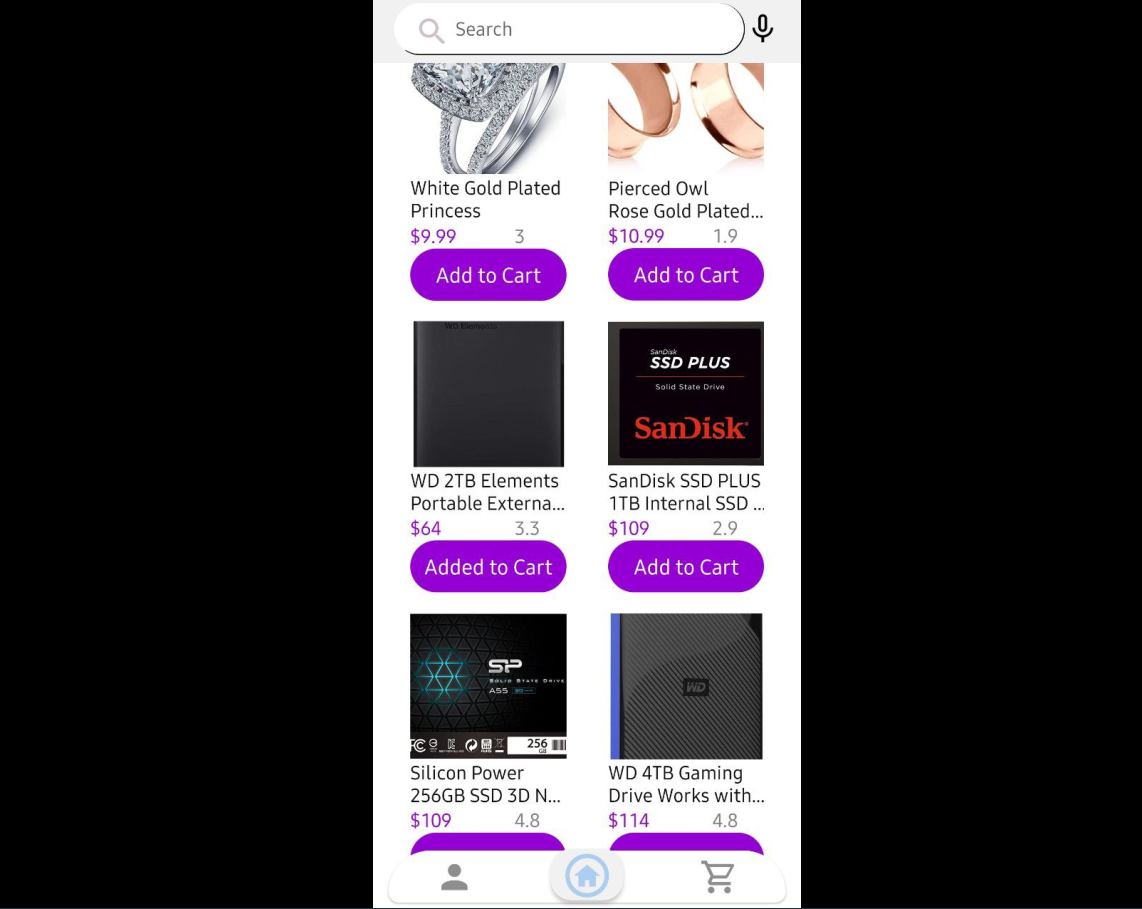 Search
White Gold Plated
Princess
$9.99 3
Add to Cart
Pierced Owl
Rose Gold Plated...
$10.99 1.9
Add to Cart
WD Elements
WD 2TB Elements
Portable Externa...
$64 3.3
Added to Cart
SanDisk
SSD PLUS
Solid State Drive
SanDisk
SanDisk SSD PLUS
1TB Internal SSD ...
$109 2.9
Add to Cart
SP
Solid State Drive
A55
256
GB
Silicon Power
256GB SSD 3D N...
$109 4.8
WD
WD 4TB Gaming
Drive Works with...
$114 4.8